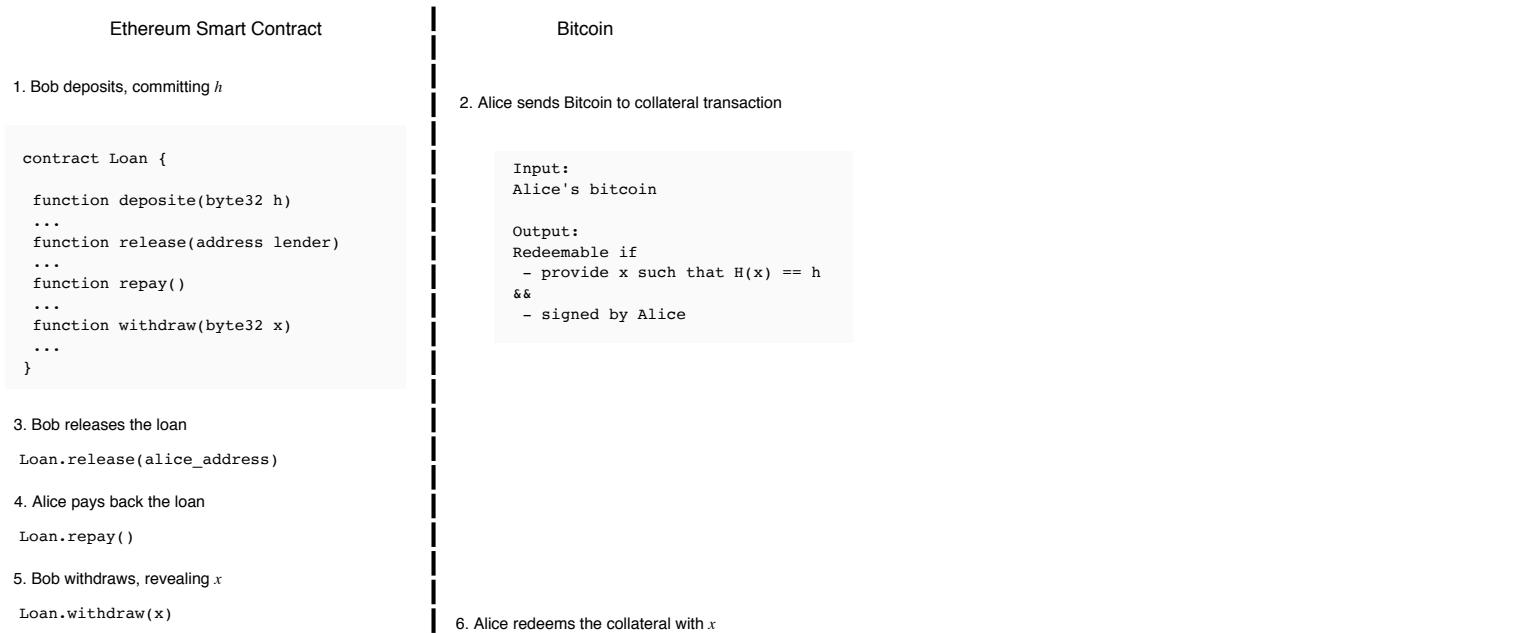 Ethereum Smart Contract
1. Bob deposits, committing h
contract Loan {
function deposite(byte32 h)
...
function release(address lender)
...
function repay()
...
function withdraw(byte32 x)
...
}
3. Bob releases the loan
Loan.release(alice_address)
4. Alice pays back the loan
Loan.repay()
5. Bob withdraws, revealing x
Loan.withdraw(x)
Bitcoin
2. Alice sends Bitcoin to collateral transaction
Input:
Alice's bitcoin
Output:
Redeemable if
- provide x such that H(x) == h
&&
- signed by Alice
6. Alice redeems the collateral with x